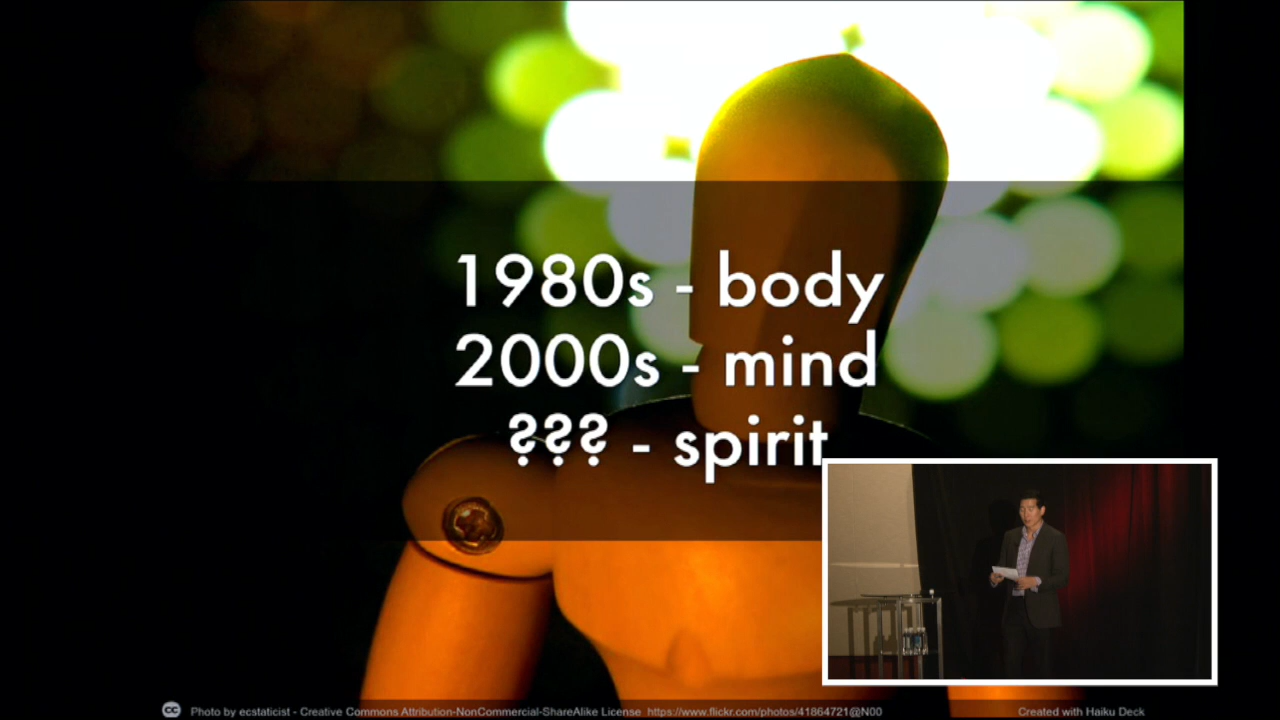 1980s - body
2000s - mind
??? - spirit
cc Photo by ecstaticist - Creative Commons Attribution-NonCommercial-ShareAlike License https://www.flickr.com/photos/41864721@N00
Created with Haiku Deck